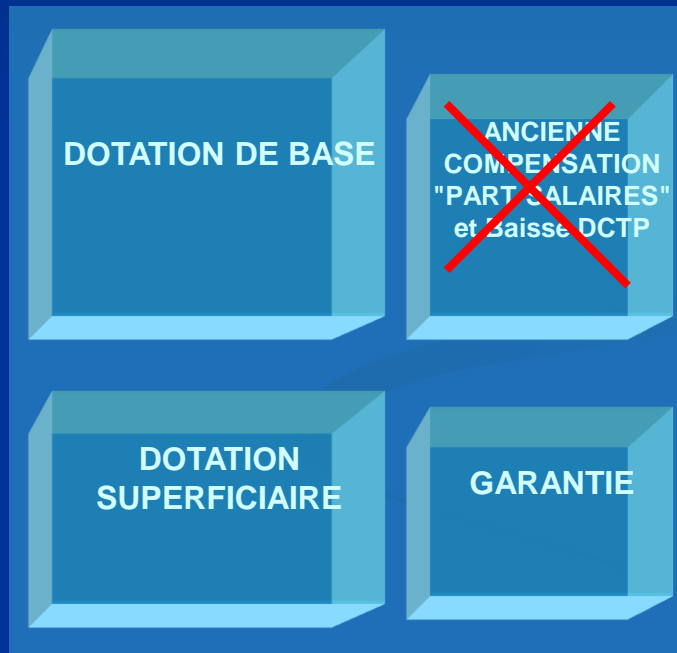 DOTATION DE BASE
ANCIENNE
COMPENSATION
"PART SALAIRES"
et Baisse DCTP
DOTATION
SUPERFICIAIRE
GARANTIE